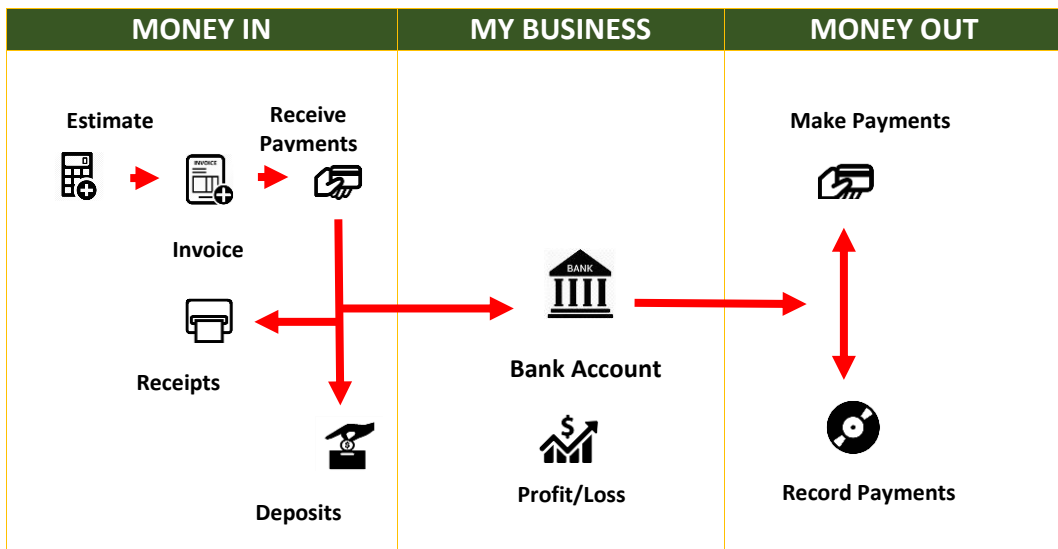 MONEY IN
MY BUSINESS
MONEY OUT
Estimate
Receive
Payments
INVOICE
Invoice
Receipts
Deposits
BANK
Bank Account
$
Profit/Loss
Make Payments
Record Payments